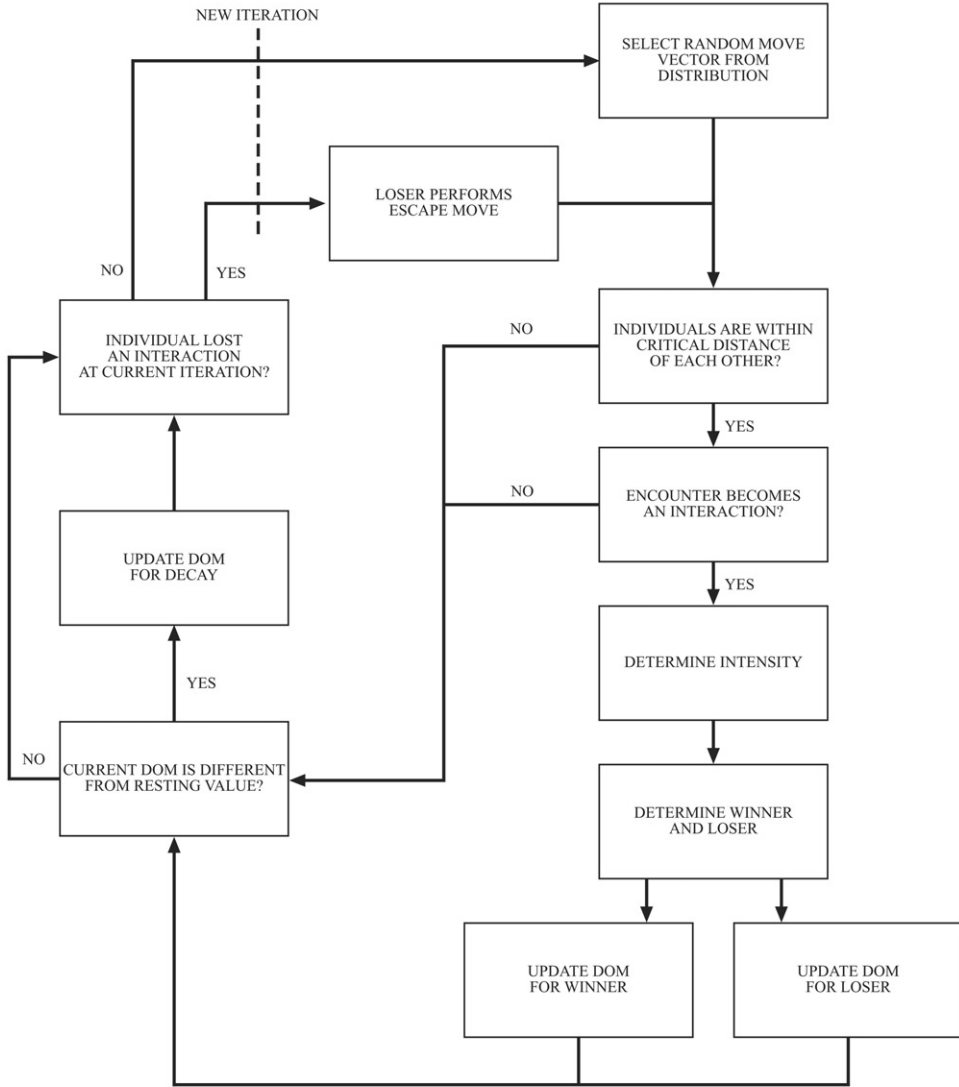 NEW ITERATION
SELECT RANDOM MOVE
VECTOR FROM
DISTRIBUTION
LOSER PERFORMS
ESCAPE MOVE
NO
YES
INDIVIDUAL LOST
AN INTERACTION
AT CURRENT ITERATION?
NO
INDIVIDUALS ARE WITHIN
CRITICAL DISTANCE
OF EACH OTHER?
YES
NO
ENCOUNTER BECOMES
AN INTERACTION?
UPDATE DOM
FOR DECAY
YES
DETERMINE INTENSITY
YES
NO
CURRENT DOM IS DIFFERENT
FROM RESTING VALUE?
DETERMINE WINNER
AND LOSER
UPDATE DOM
FOR WINNER
UPDATE DOM
FOR LOSER